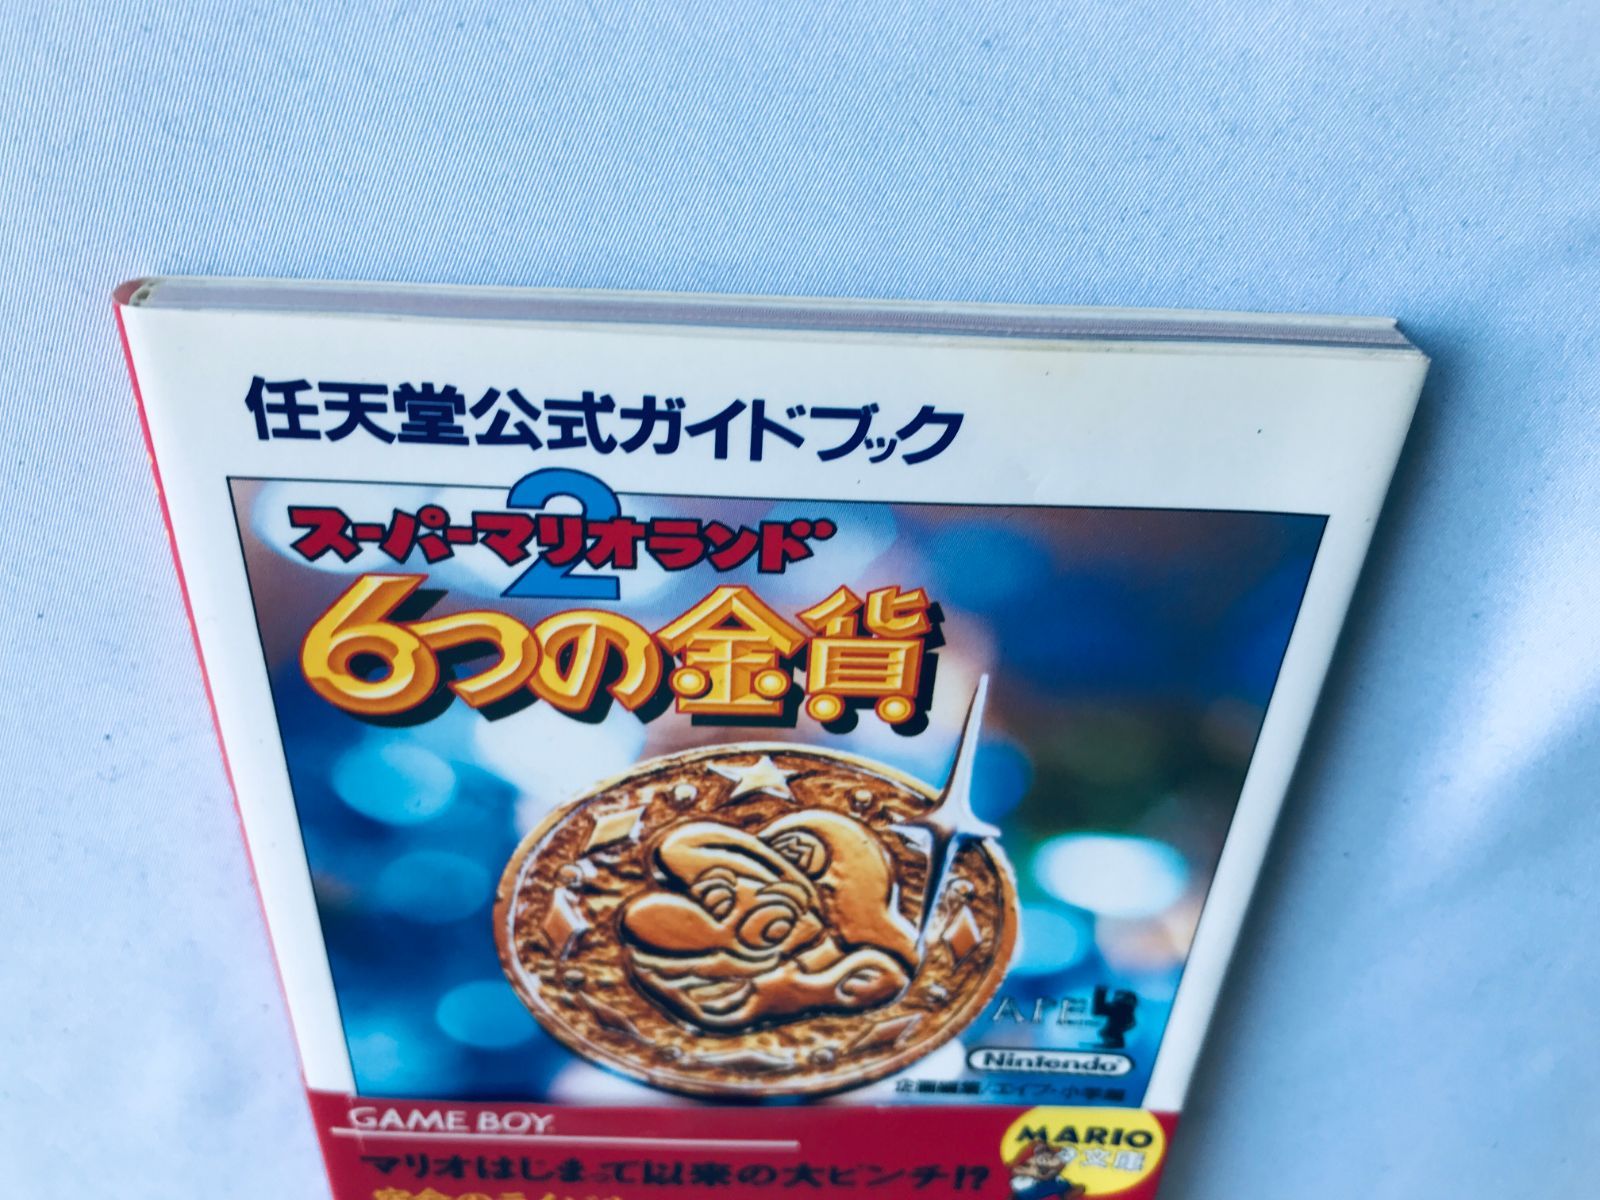 任天堂公式ガイドブック
スーパーマリオランド2
6つの金貨
M
APE
Nintendo
企画編集/エイプ・小学館
GAME BOY
MARIO
文庫
マリオはじまって以来の大ピンチ!?